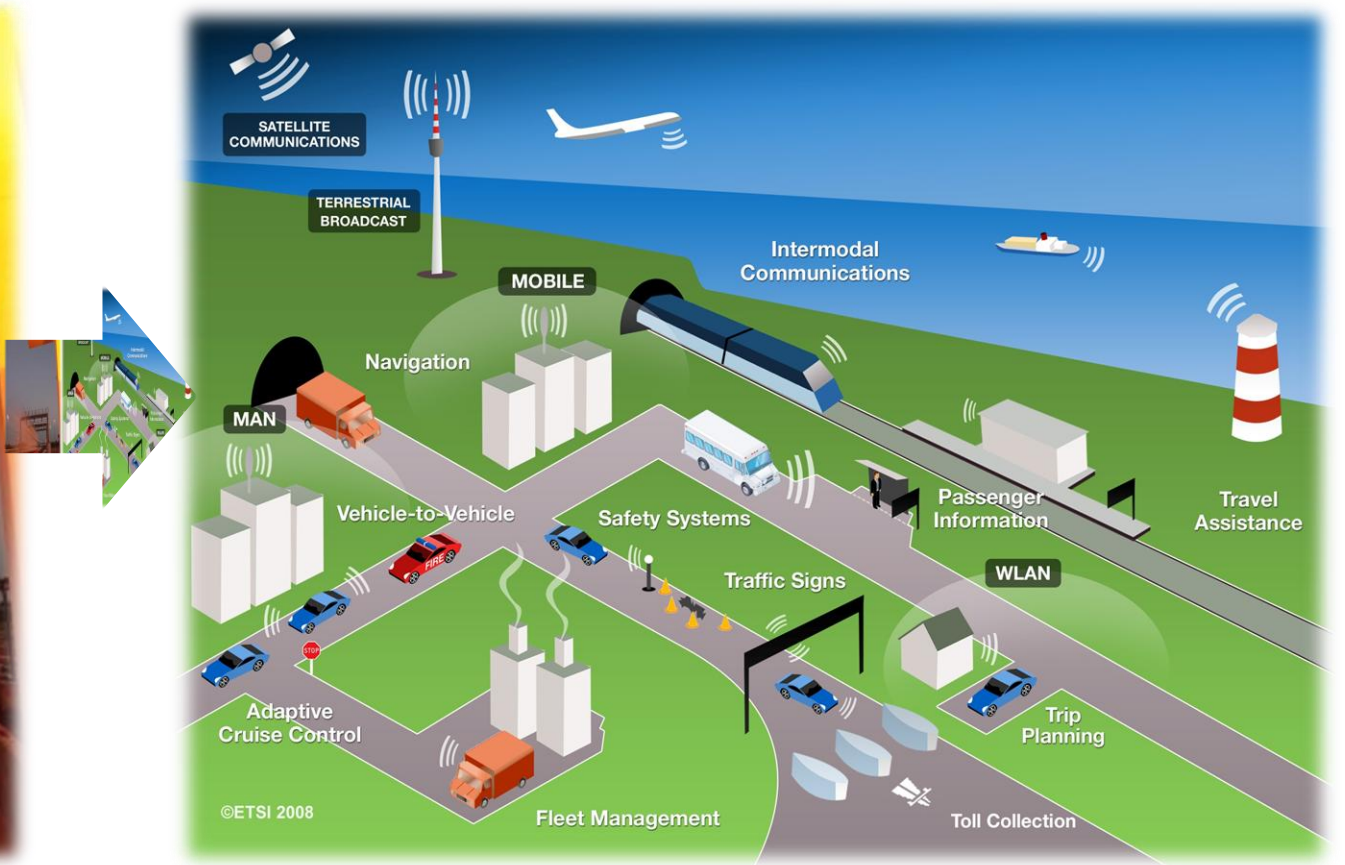 SATELLITE
COMMUNICATIONS
TERRESTRIAL
BROADCAST
Intermodal
Communications
MOBILE
Navigation
MAN
Vehicle-to-Vehicle
Safety Systems
Passenger
Information
Travel
Assistance
FIRE
Traffic Signs
WLAN
STOP
Adaptive
Cruise Control
Trip
Planning
©ETSI 2008
Fleet Management
Toll Collection